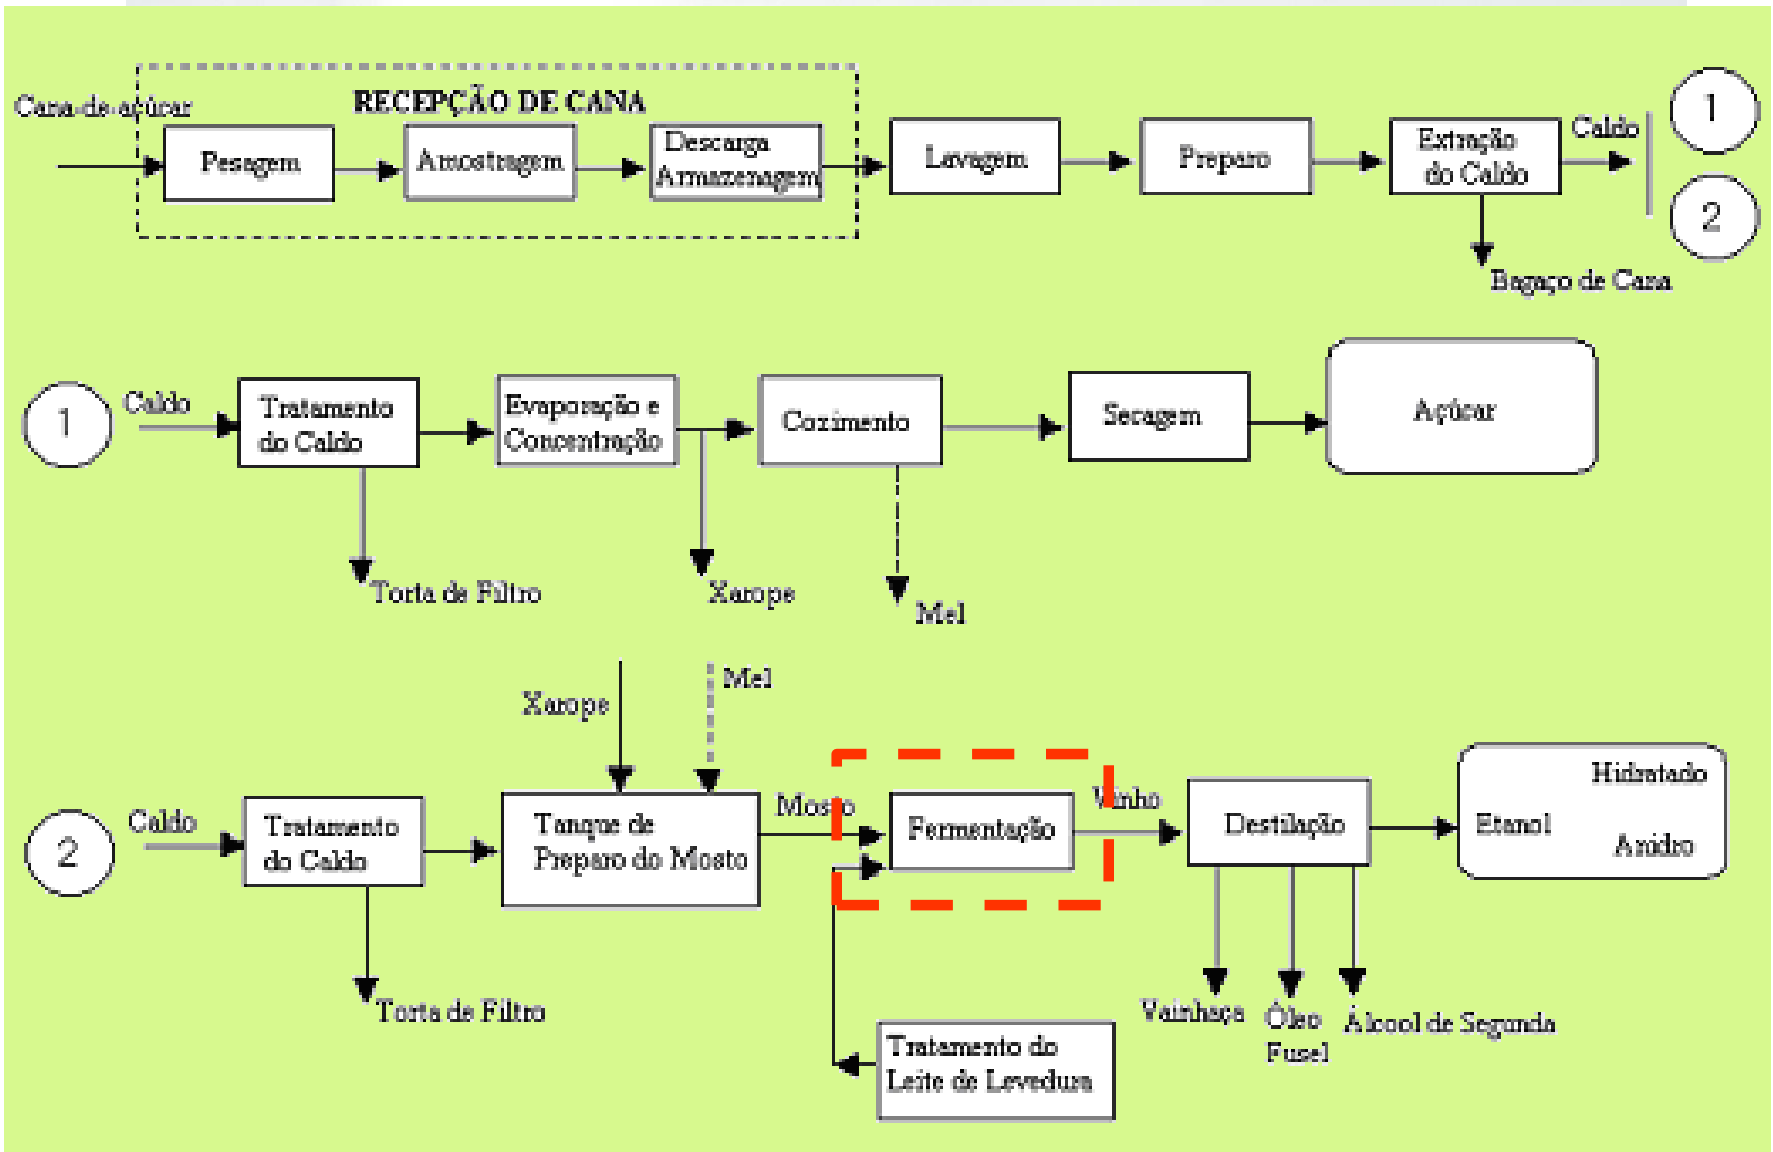 Cana-de-açúcar
RECEPÇÃO DE CANA
Pesagem
Amostragem
Descarga
Armazenagem
Lavagem
Preparo
Extração
do Caldo
Caldo
1
2
Bagaço de Cana
1
Caldo
Tratamento
do Caldo
Evaporação e
Concentração
Cozimento
Secagem
Açúcar
Torta de Filtro
Xarope
Mel
Xarope
Mel
2
Caldo
Tratamento
do Caldo
Tanque de
Preparo do Mosto
Mosto
Fermentação
Vinho
Destilação
Hidratado
Etanol
Anidro
Torta de Filtro
Vainhaça
Óleo
Fusel
Álcool de Segunda
Tratamento do
Leite de Levedura